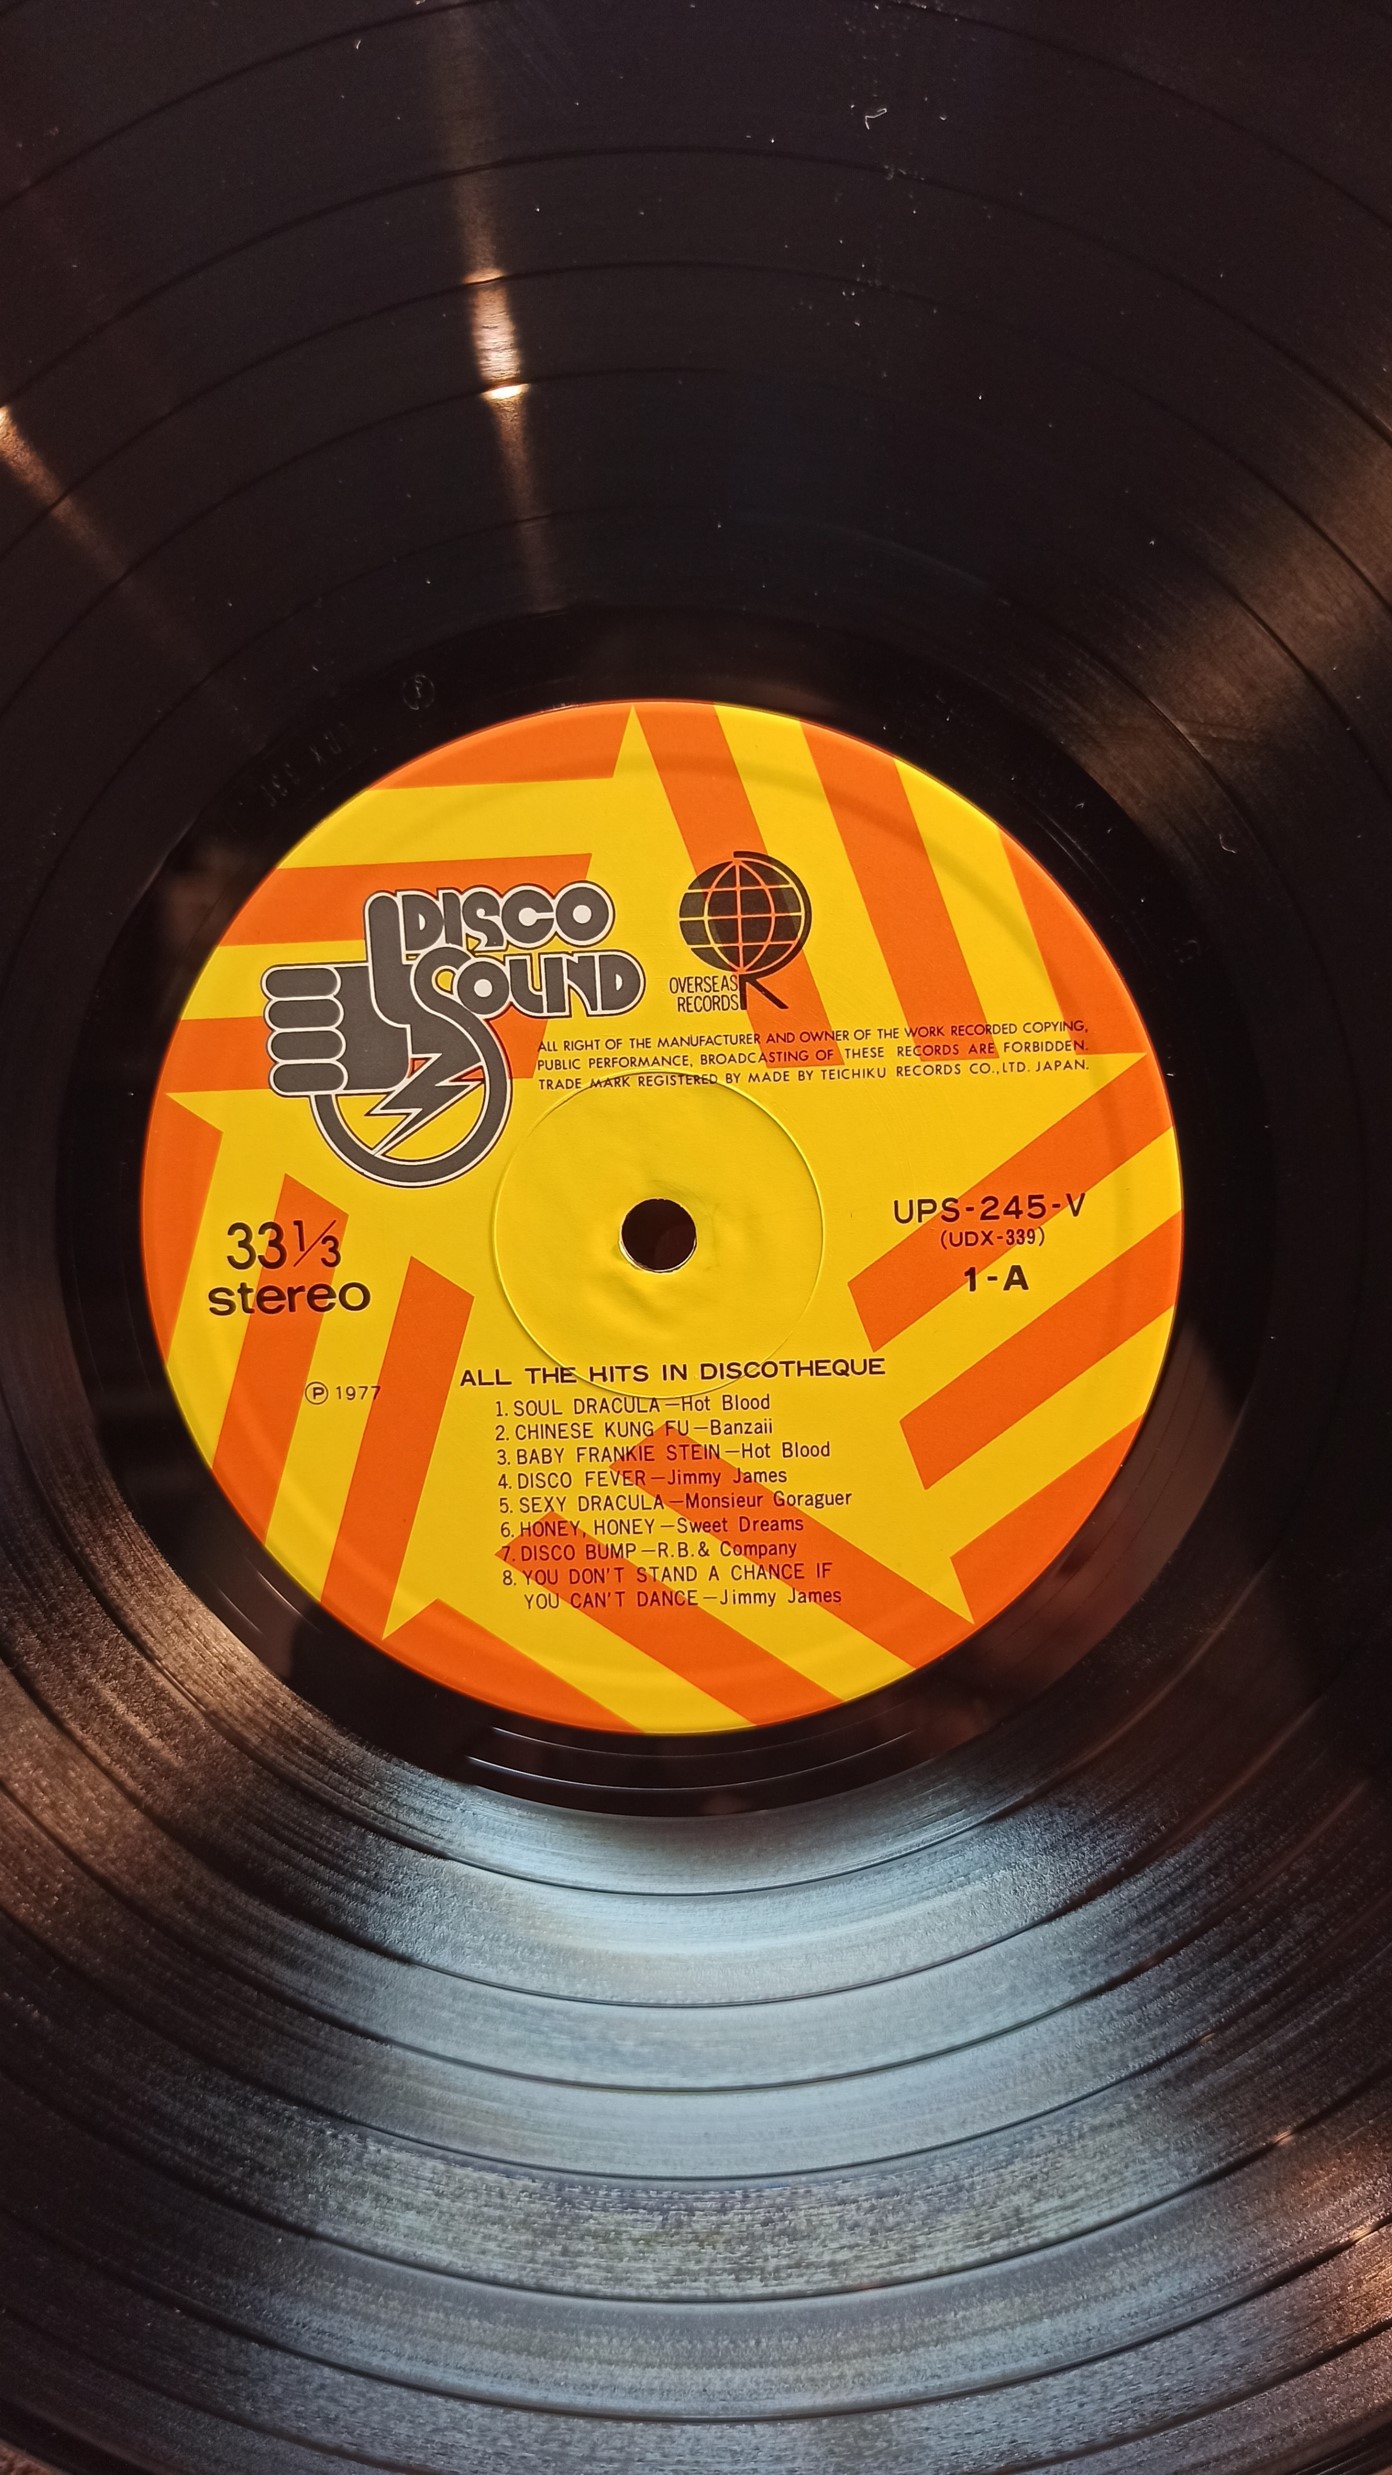 DISCO
SOUND
OVERSEAS
RECORDS
ALL RIGHT OF THE MANUFACTURER AND OWNER OF THE WORK RECORDED COPYING,
PUBLIC PERFORMANCE, BROADCASTING OF THESE RECORDS ARE FORBIDDEN.
TRADE MARK REGISTERED BY MADE BY TEICHIKU RECORDS CO., LTD. JAPAN.
33⅓
stereo
UPS-245-V
(UDX-339)
1-A
Ⓟ 1977
ALL THE HITS IN DISCOTHEQUE
1. SOUL DRACULA—Hot Blood
2. CHINESE KUNG FU—Banzaii
3. BABY FRANKIE STEIN—Hot Blood
4. DISCO FEVER—Jimmy James
5. SEXY DRACULA—Monsieur Goraguer
6. HONEY, HONEY—Sweet Dreams
7. DISCO BUMP—R.B.& Company
8. YOU DON'T STAND A CHANCE IF
YOU CAN'T DANCE—Jimmy James